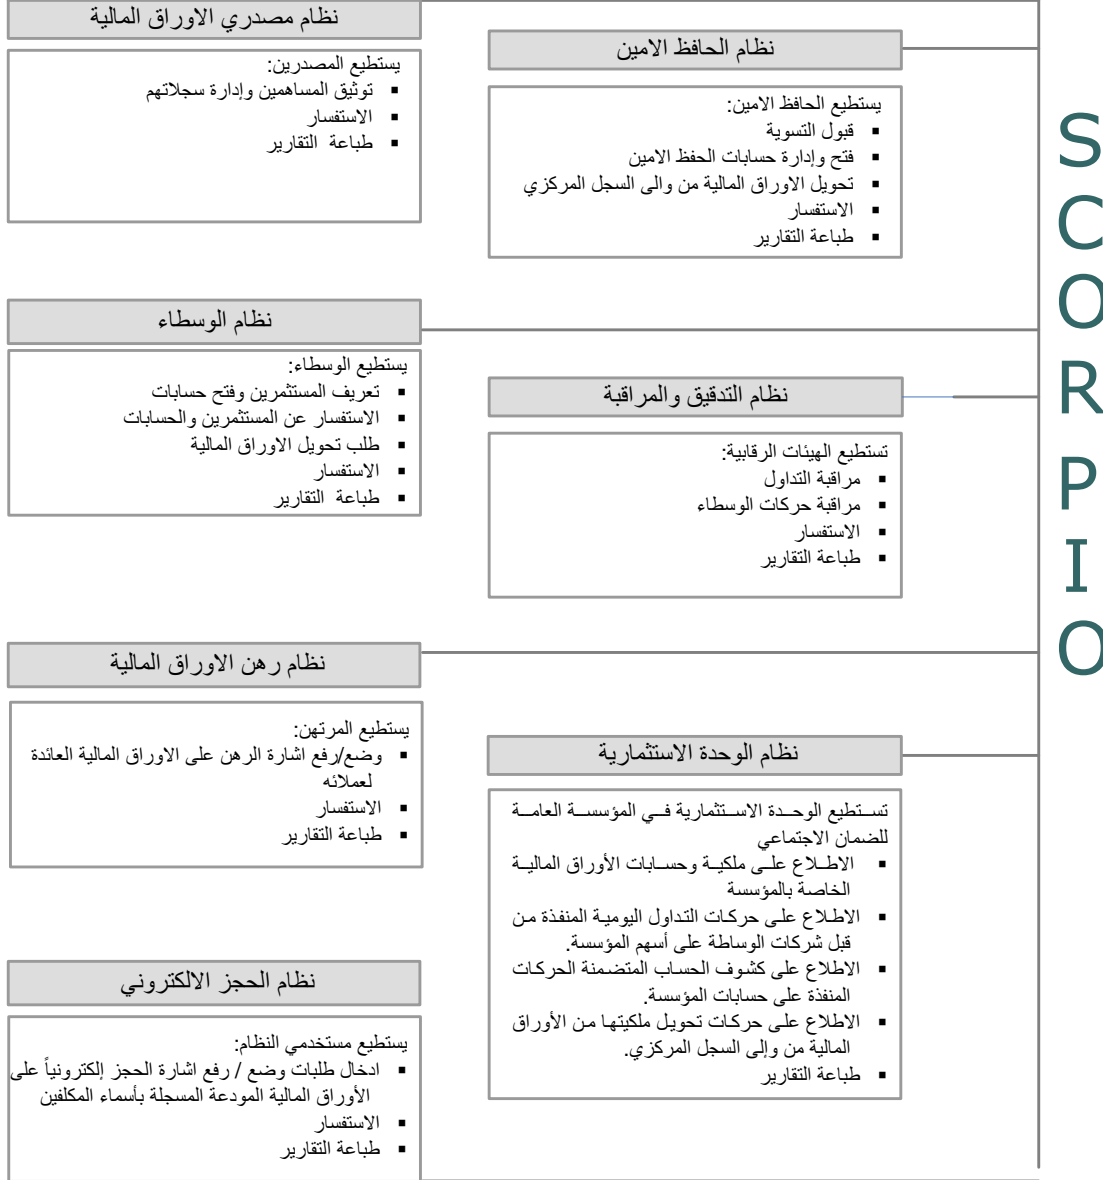 نظام مصدري الاوراق المالية
يستطيع المصدرين:
▪ توثيق المساهمين وإدارة سجلاتهم
▪ الاستفسار
▪ طباعة التقارير
نظام الحافظ الامين
يستطيع الحافظ الامين:
▪ قبول التسوية
▪ فتح وإدارة حسابات الحفظ الامين
▪ تحويل الاوراق المالية من والى السجل المركزي
▪ الاستفسار
▪ طباعة التقارير
نظام الوسطاء
يستطيع الوسطاء:
▪ تعريف المستثمرين وفتح حسابات
▪ الاستفسار عن المستثمرين والحسابات
▪ طلب تحويل الاوراق المالية
▪ الاستفسار
▪ طباعة التقارير
نظام التدقيق والمراقبة
تستطيع الهيئات الرقابية:
▪ مراقبة التداول
▪ مراقبة حركات الوسطاء
▪ الاستفسار
▪ طباعة التقارير
نظام رهن الاوراق المالية
يستطيع المرتهن:
▪ وضع/رفع اشارة الرهن على الاوراق المالية العائدة
لعملائه
▪ الاستفسار
▪ طباعة التقارير
نظام الوحدة الاستثمارية
تستطيع الوحدة الاستثمارية في المؤسسة العامة
للضمان الاجتماعي
▪ الاطلاع على ملكية وحسابات الأوراق المالية
الخاصة بالمؤسسة
▪ الاطلاع على حركات التداول اليومية المنفذة من
قبل شركات الوساطة على أسهم المؤسسة.
▪ الاطلاع على كشوف الحساب المتضمنة الحركات
المنفذة على حسابات المؤسسة.
▪ الاطلاع على حركات تحويل ملكيتها من الأوراق
المالية من وإلى السجل المركزي.
▪ طباعة التقارير
نظام الحجز الالكتروني
يستطيع مستخدمي النظام:
▪ ادخال طلبات وضع / رفع اشارة الحجز إلكترونياً على
الأوراق المالية المودعة المسجلة بأسماء المكلفين
▪ الاستفسار
▪ طباعة التقارير
S
C
O
R
P
I
O